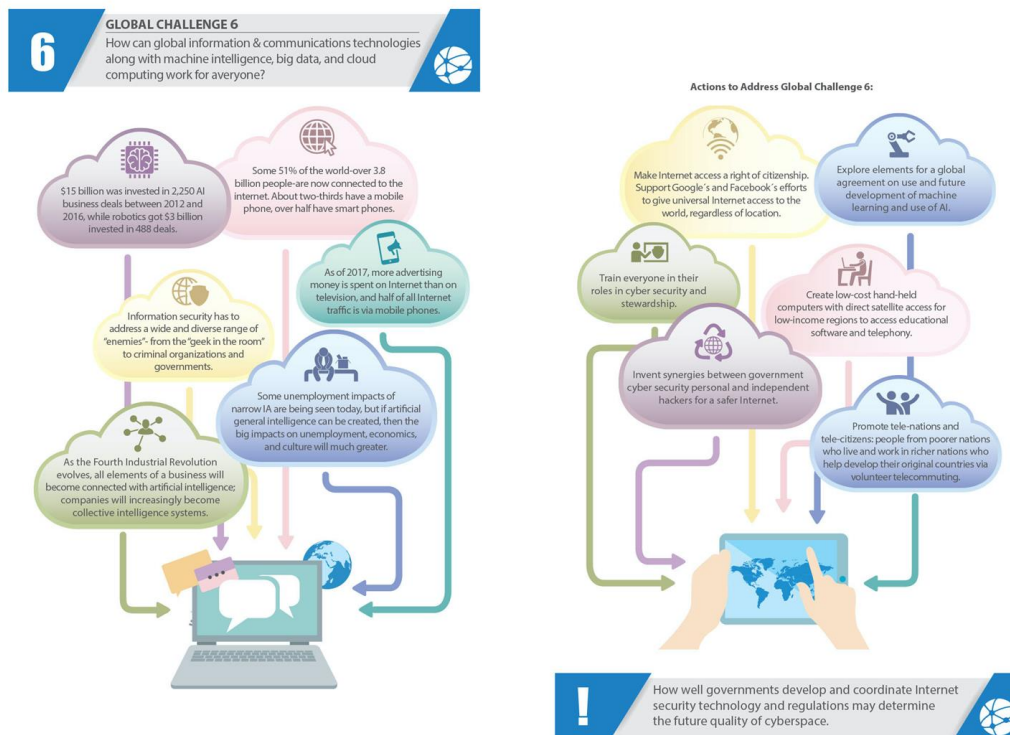 6
GLOBAL CHALLENGE 6
How can global information & communications technologies
along with machine intelligence, big data, and cloud
computing work for averyone?
$15 billion was invested in 2,250 AI
business deals between 2012 and
2016, while robotics got $3 billion
invested in 488 deals.
Some 51% of the world-over 3.8
billion people-are now connected to the
internet. About two-thirds have a mobile
phone, over half have smart phones.
As of 2017, more advertising
money is spent on Internet than on
television, and half of all Internet
traffic is via mobile phones.
Information security has to
address a wide and diverse range of
"enemies"- from the "geek in the room"
to criminal organizations and
governments.
Some unemployment impacts of
narrow IA are being seen today, but if artificial
general intelligence can be created, then the
big impacts on unemployment, economics,
and culture will much greater.
As the Fourth Industrial Revolution
evolves, all elements of a business will
become connected with artificial intelligence;
companies will increasingly become
collective intelligence systems.
Actions to Address Global Challenge 6:
Make Internet access a right of citizenship.
Support Google´s and Facebook´s efforts
to give universal Internet access to the
world, regardless of location.
Explore elements for a global
agreement on use and future
development of machine
learning and use of AI.
Train everyone in their
roles in cyber security and
stewardship.
Create low-cost hand-held
computers with direct satellite access for
low-income regions to access educational
software and telephony.
Invent synergies between government
cyber security personal and independent
hackers for a safer Internet.
Promote tele-nations and
tele-citizens: people from poorer nations
who live and work in richer nations who
help develop their original countries via
volunteer telecommuting.
!
How well governments develop and coordinate Internet
security technology and regulations may determine
the future quality of cyberspace.